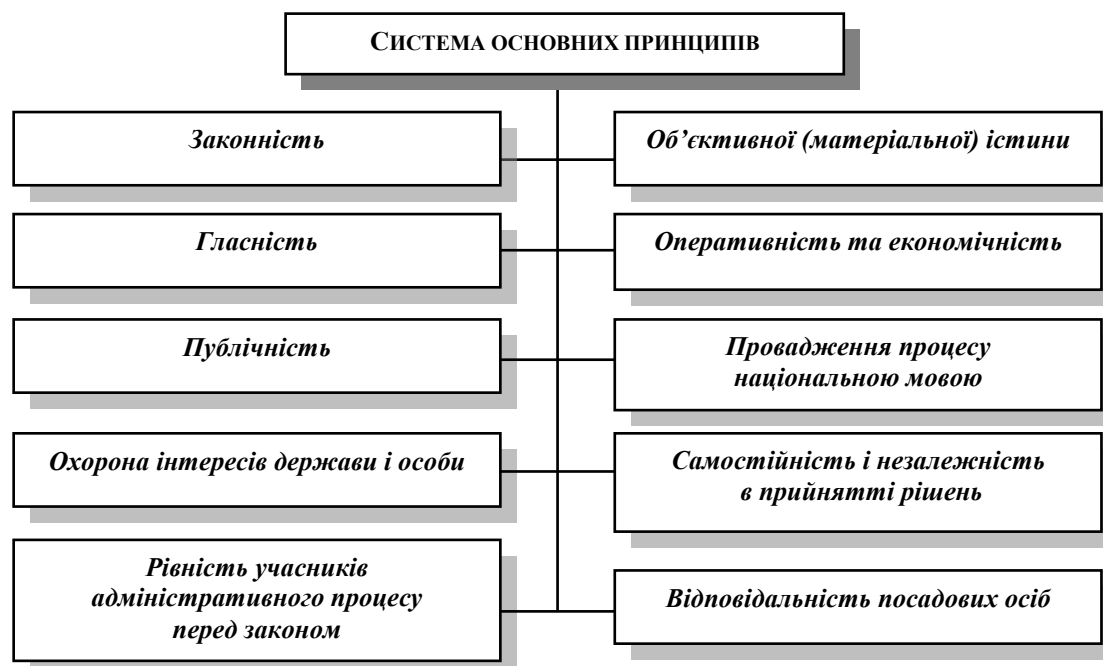 СИСТЕМА ОСНОВНИХ ПРИНЦИПІВ
Законність
Об’єктивної (матеріальної) істини
Гласність
Оперативність та економічність
Публічність
Провадження процесу
національною мовою
Охорона інтересів держави і особи
Самостійність і незалежність
в прийнятті рішень
Рівність учасників
адміністративного процесу
перед законом
Відповідальність посадових осіб